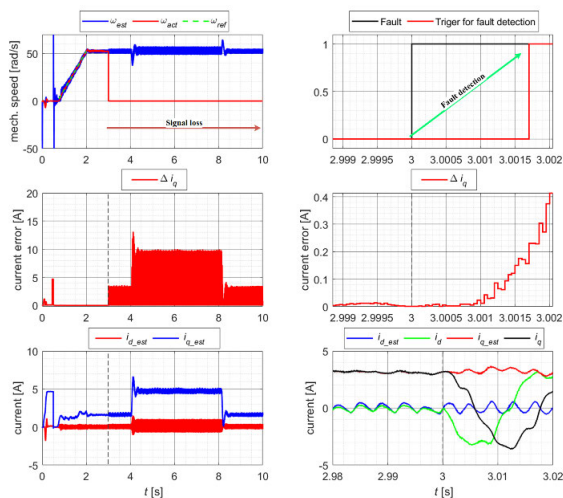 ω_est ω_act ω_ref
mech. speed [rad/s]
50
0
-50
Signal loss
0 2 4 6 8 10
Fault Triger for fault detection
1
0.5
0
Fault detection
2.999 2.9995 3 3.0005 3.001 3.0015 3.002
Δ i_q
current error [A]
20
15
10
5
0
0 2 4 6 8 10
Δ i_q
current error [A]
0.4
0.3
0.2
0.1
0
2.999 2.9995 3 3.0005 3.001 3.0015 3.002
i_d_est i_q_est
current [A]
10
5
0
-5
0 2 4 6 8 10
t [s]
i_d_est i_d i_q_est i_q
current [A]
5
0
-5
2.98 2.99 3 3.01 3.02
t [s]